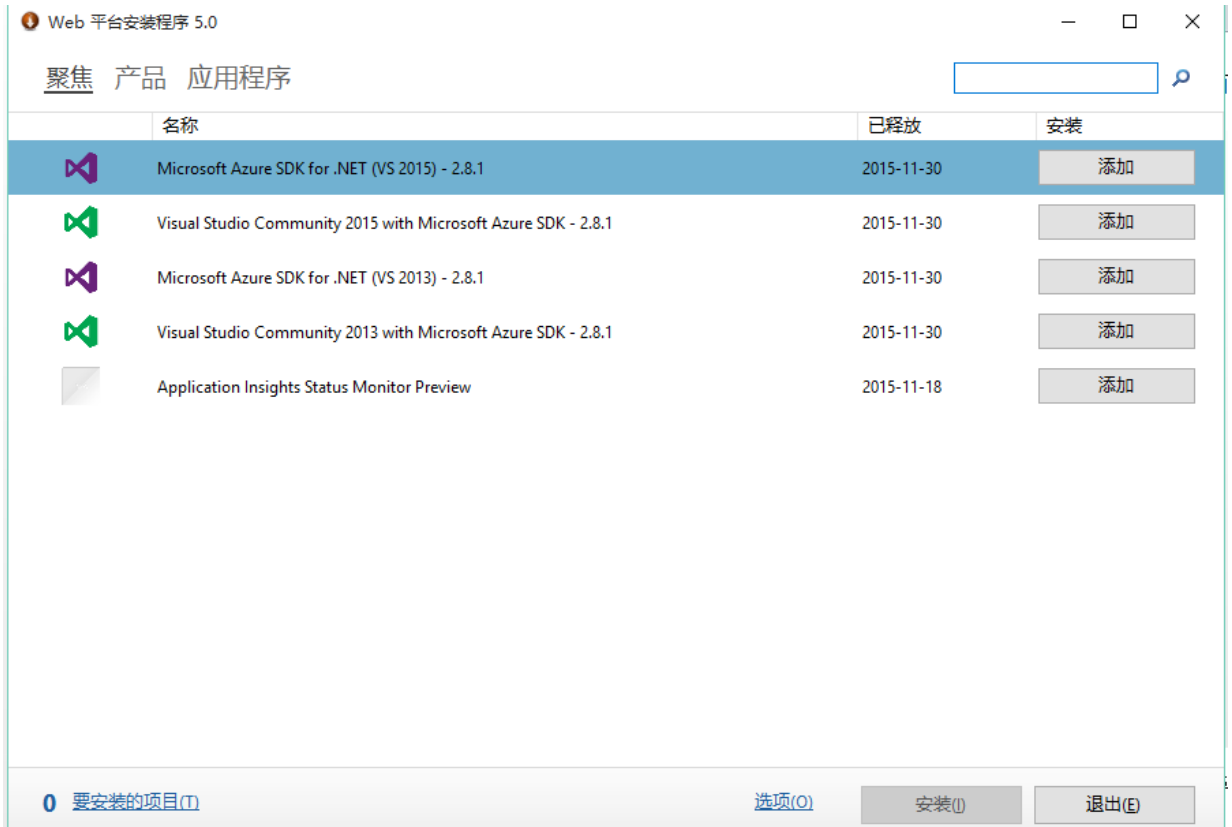 Web 平台安装程序 5.0
聚焦 产品 应用程序
名称 已释放 安装
Microsoft Azure SDK for .NET (VS 2015) - 2.8.1 2015-11-30 添加
Visual Studio Community 2015 with Microsoft Azure SDK - 2.8.1 2015-11-30 添加
Microsoft Azure SDK for .NET (VS 2013) - 2.8.1 2015-11-30 添加
Visual Studio Community 2013 with Microsoft Azure SDK - 2.8.1 2015-11-30 添加
Application Insights Status Monitor Preview 2015-11-18 添加
0 要安装的项目(T) 选项(O) 安装(I) 退出(E)